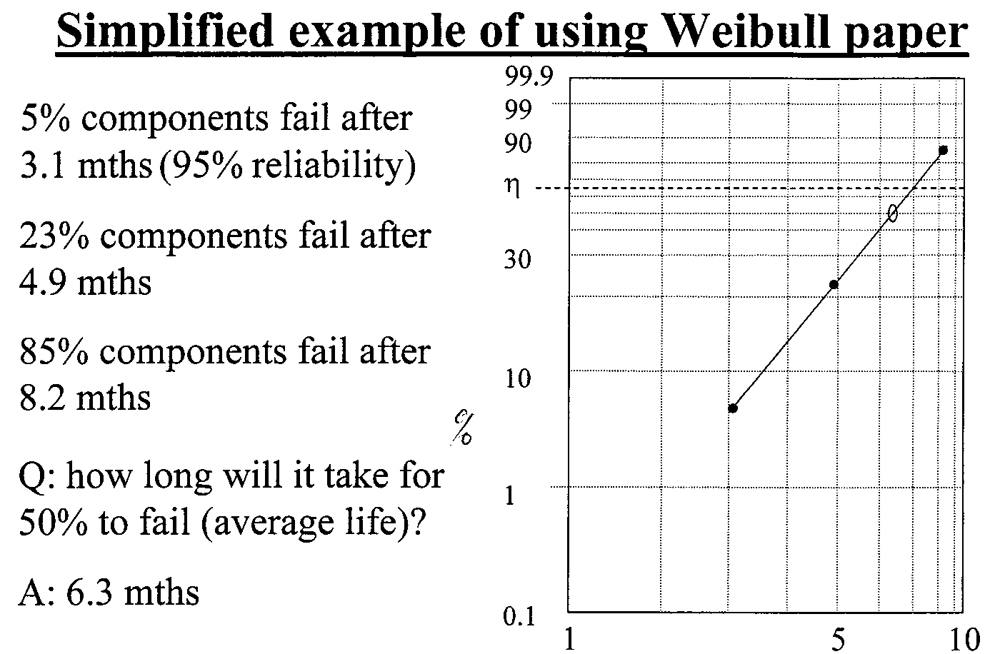 Simplified example of using Weibull paper
5% components fail after
3.1 mths (95% reliability)
23% components fail after
4.9 mths
85% components fail after
8.2 mths
Q: how long will it take for
50% to fail (average life)?
A: 6.3 mths
%
99.9
99
90
η
30
10
1
0.1
1
5
10